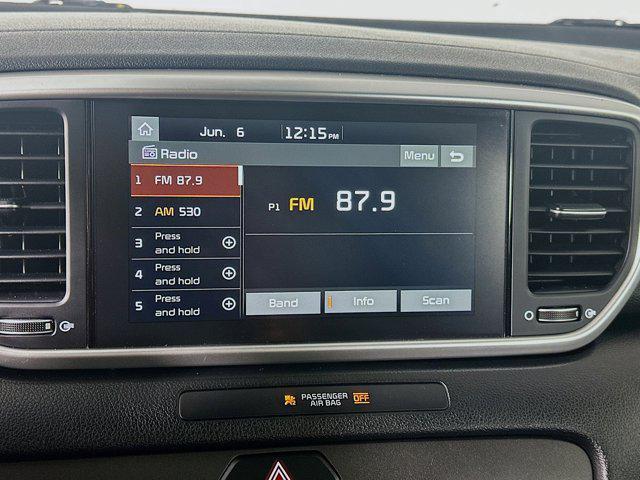 Jun. 6 12:15 PM
Radio Menu
1 FM 87.9
P1 FM 87.9
2 AM 530
3 Press and hold
4 Press and hold
5 Press and hold
Band Info Scan
PASSENGER
AIR BAG OFF